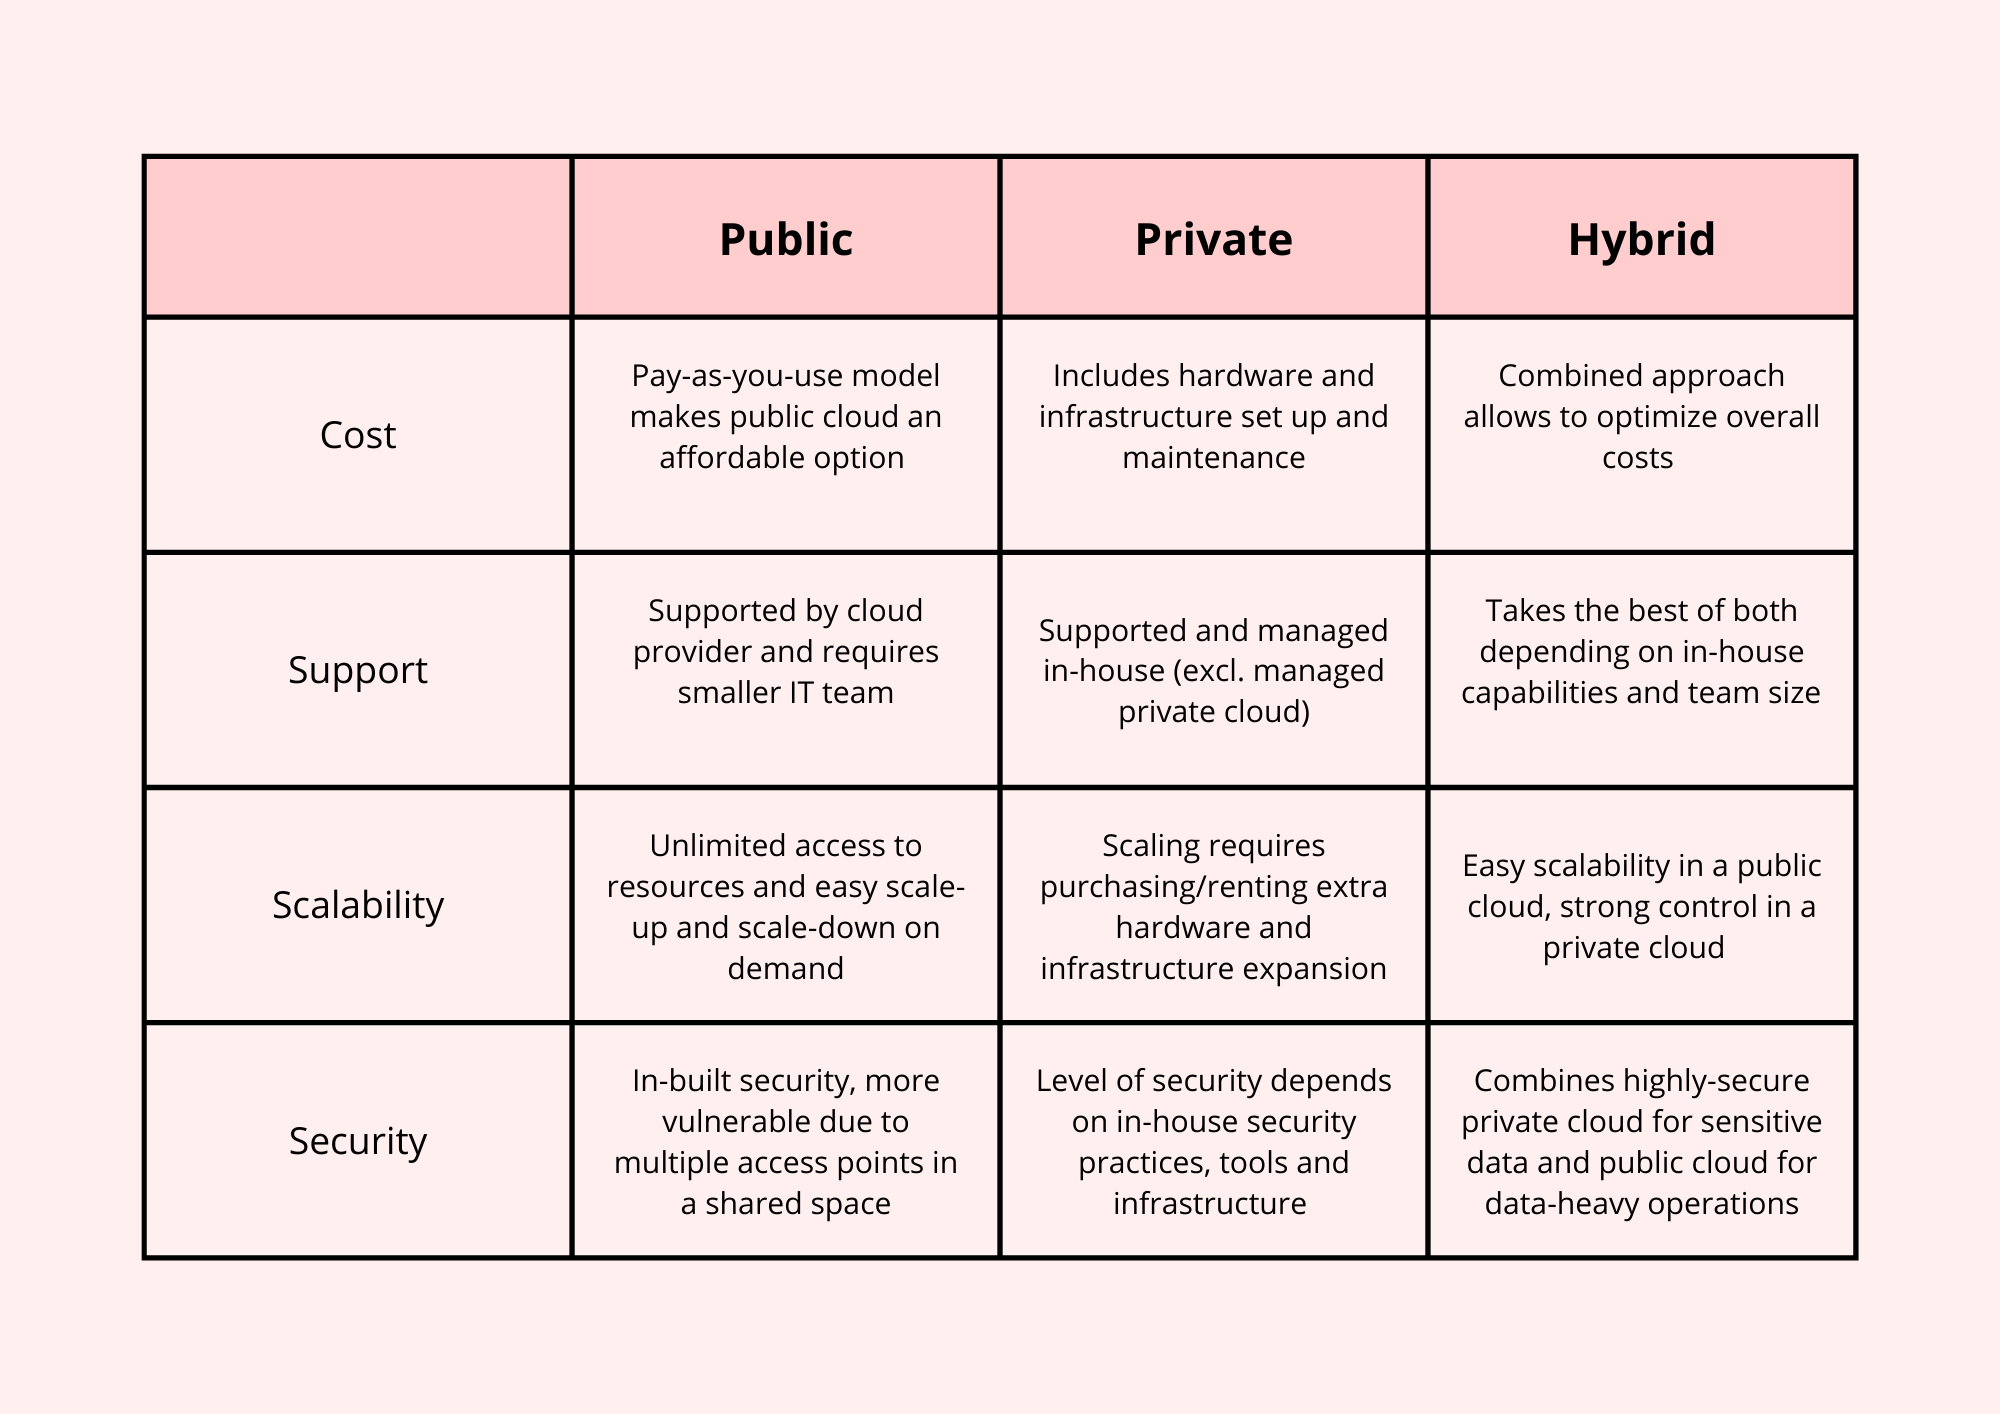 Public
Private
Hybrid
Cost
Pay-as-you-use model
makes public cloud an
affordable option
Includes hardware and
infrastructure set up and
maintenance
Combined approach
allows to optimize overall
costs
Support
Supported by cloud
provider and requires
smaller IT team
Supported and managed
in-house (excl. managed
private cloud)
Takes the best of both
depending on in-house
capabilities and team size
Scalability
Unlimited access to
resources and easy scale-
up and scale-down on
demand
Scaling requires
purchasing/renting extra
hardware and
infrastructure expansion
Easy scalability in a public
cloud, strong control in a
private cloud
Security
In-built security, more
vulnerable due to
multiple access points in
a shared space
Level of security depends
on in-house security
practices, tools and
infrastructure
Combines highly-secure
private cloud for sensitive
data and public cloud for
data-heavy operations